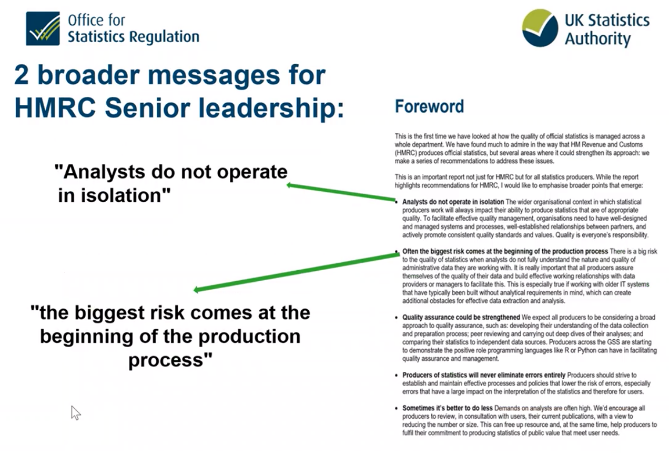 Office for
Statistics Regulation
UK Statistics
Authority
2 broader messages for
HMRC Senior leadership:
"Analysts do not operate
in isolation"
"the biggest risk comes at the
beginning of the production
process"
Foreword
This is the first time we have looked at how the quality of official statistics is managed across a
whole department. We have found much to admire in the way that HM Revenue and Customs
(HMRC) produces official statistics, but several areas where it could strengthen its approach: we
make a series of recommendations to address these issues.
This is an important report not just for HMRC but for all statistics producers. While the report
highlights recommendations for HMRC, I would like to emphasise broader points that emerge:
• Analysts do not operate in isolation The wider organisational context in which statistical
producers work will always impact their ability to produce statistics that are of appropriate
quality. To facilitate effective quality management, organisations need to have well-designed
and managed systems and processes, well-established relationships between partners, and
actively promote consistent quality standards and values. Quality is everyone's responsibility.
• Often the biggest risk comes at the beginning of the production process There is a big risk
to the quality of statistics when analysts do not fully understand the nature and quality of
administrative data they are working with. It is really important that all producers assure
themselves of the quality of their data and build effective working relationships with data
providers or managers to facilitate this. This is especially true if working with older IT systems
that have typically been built without analytical requirements in mind, which can create
additional obstacles for effective data extraction and analysis.
• Quality assurance could be strengthened We expect all producers to be considering a broad
approach to quality assurance, such as: developing their understanding of the data collection
and preparation process; peer reviewing and carrying out deep dives of their analyses; and
comparing their statistics to independent data sources. Producers across the GSS are starting
to demonstrate the positive role programming languages like R or Python can have in facilitating
quality assurance and management.
• Producers of statistics will never eliminate errors entirely Producers should strive to
establish and maintain effective processes and policies that lower the risk of errors, especially
errors that have a large impact on the interpretation of the statistics and therefore for users.
• Sometimes it's better to do less Demands on analysts are often high. We'd encourage all
producers to review, in consultation with users, their current publications, with a view to
reducing the number or size. This can free up resource and, at the same time, help producers to
fulfil their commitment to producing statistics of public value that meet user needs.